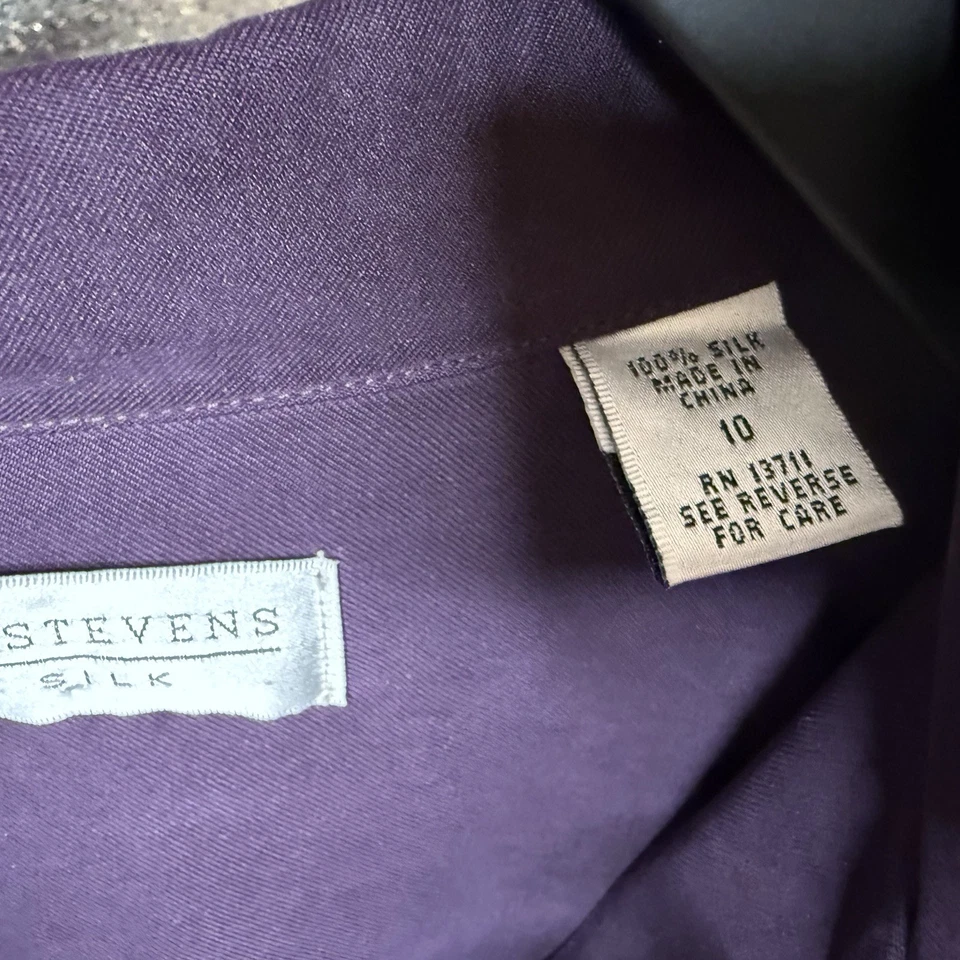 100% SILK
MADE IN
CHINA
10
RN 13711
SEE REVERSE
FOR CARE
STEVENS
SILK